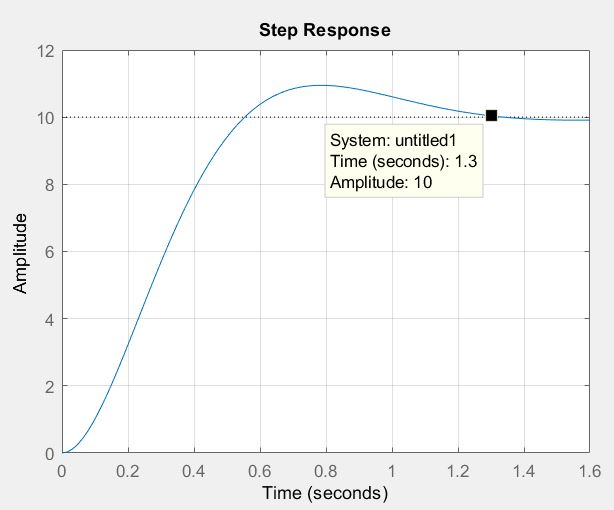 Step Response
12
10
8
6
4
2
0
Amplitude
System: untitled1
Time (seconds): 1.3
Amplitude: 10
0 0.2 0.4 0.6 0.8 1 1.2 1.4 1.6
Time (seconds)